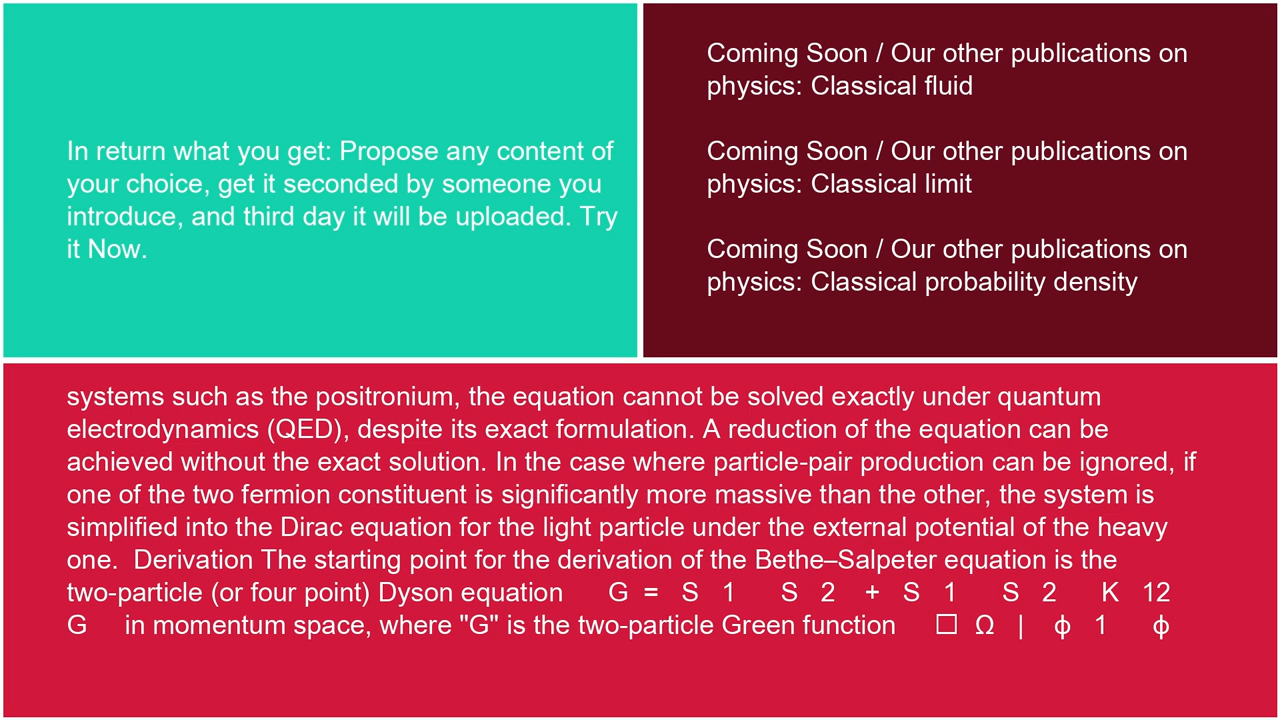 In return what you get: Propose any content of
your choice, get it seconded by someone you
introduce, and third day it will be uploaded. Try
it Now.
Coming Soon / Our other publications on
physics: Classical fluid
Coming Soon / Our other publications on
physics: Classical limit
Coming Soon / Our other publications on
physics: Classical probability density
systems such as the positronium, the equation cannot be solved exactly under quantum
electrodynamics (QED), despite its exact formulation. A reduction of the equation can be
achieved without the exact solution. In the case where particle-pair production can be ignored, if
one of the two fermion constituent is significantly more massive than the other, the system is
simplified into the Dirac equation for the light particle under the external potential of the heavy
one.  Derivation The starting point for the derivation of the Bethe–Salpeter equation is the
two-particle (or four point) Dyson equation      G  =   S   1      S   2    +   S   1      S   2      K   12
G     in momentum space, where "G" is the two-particle Green function     □  Ω   |    ϕ   1      ϕ